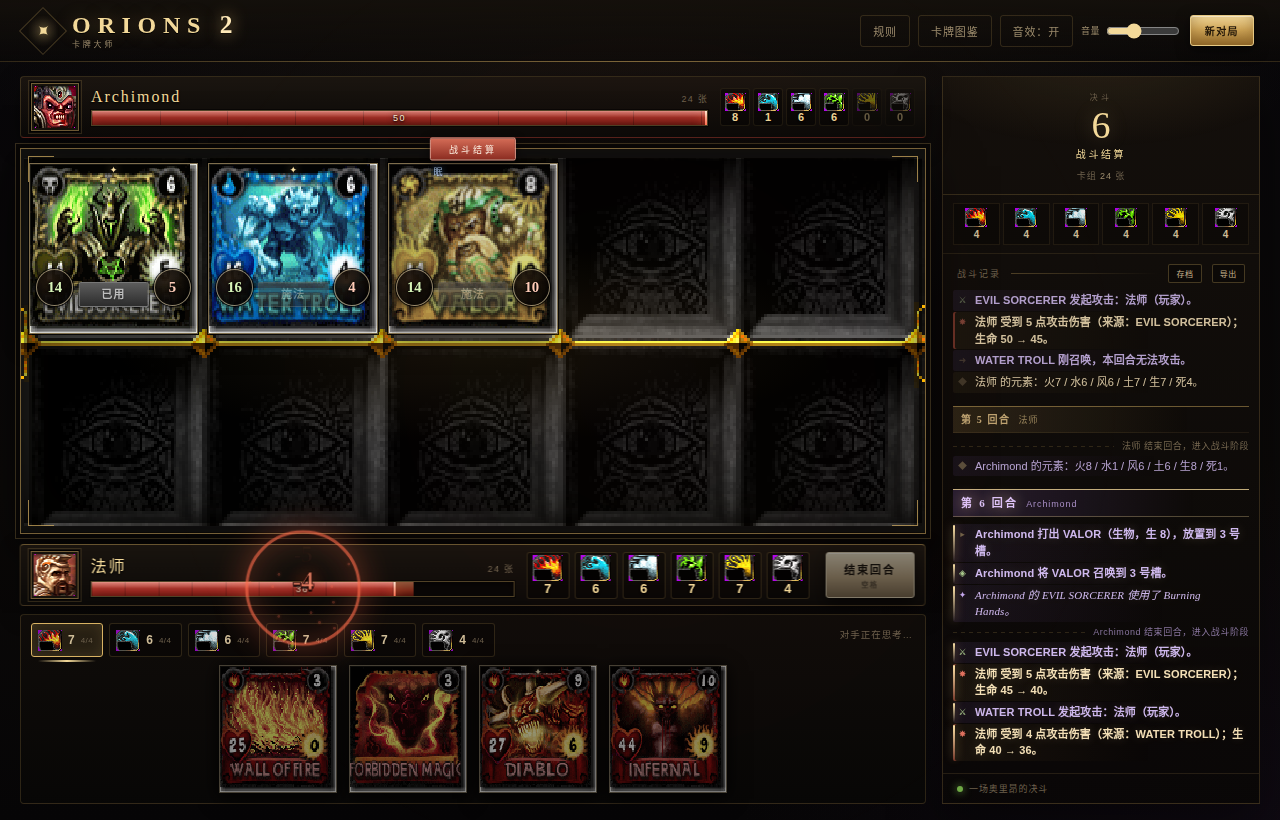 ORIONS 2
卡牌大师
规则
卡牌图鉴
音效：开
音量
新对局
Archimond
24 张
50
8
1
6
6
0
0
战斗结算
6
6
眠
8
14
已用
5
EVIL SORCERER
16
施法
4
WATER TROLL
14
施法
10
VALOR
法师
24 张
-4
7
6
6
7
7
4
结束回合
空格
7 4/4
6 4/4
6 4/4
7 4/4
7 4/4
4 4/4
对手正在思考…
3
25
0
WALL OF FIRE
3
FORBIDDEN MAGIC
9
27
6
DIABLO
10
44
9
INFERNAL
决斗
6
战斗结算
卡组 24 张
4
4
4
4
4
4
战斗记录
存档
导出
EVIL SORCERER 发起攻击：法师（玩家）。
法师 受到 5 点攻击伤害（来源：EVIL SORCERER）；
生命 50 → 45。
WATER TROLL 刚召唤，本回合无法攻击。
法师 的元素：火7 / 水6 / 风6 / 土7 / 生7 / 死4。
第 5 回合 法师
法师 结束回合，进入战斗阶段
Archimond 的元素：火8 / 水1 / 风6 / 土6 / 生8 / 死1。
第 6 回合 Archimond
Archimond 打出 VALOR（生物，生 8），放置到 3 号
槽。
Archimond 将 VALOR 召唤到 3 号槽。
Archimond 的 EVIL SORCERER 使用了 Burning
Hands。
Archimond 结束回合，进入战斗阶段
EVIL SORCERER 发起攻击：法师（玩家）。
法师 受到 5 点攻击伤害（来源：EVIL SORCERER）；
生命 45 → 40。
WATER TROLL 发起攻击：法师（玩家）。
法师 受到 4 点攻击伤害（来源：WATER TROLL）；生
命 40 → 36。
一场奥里昂的决斗